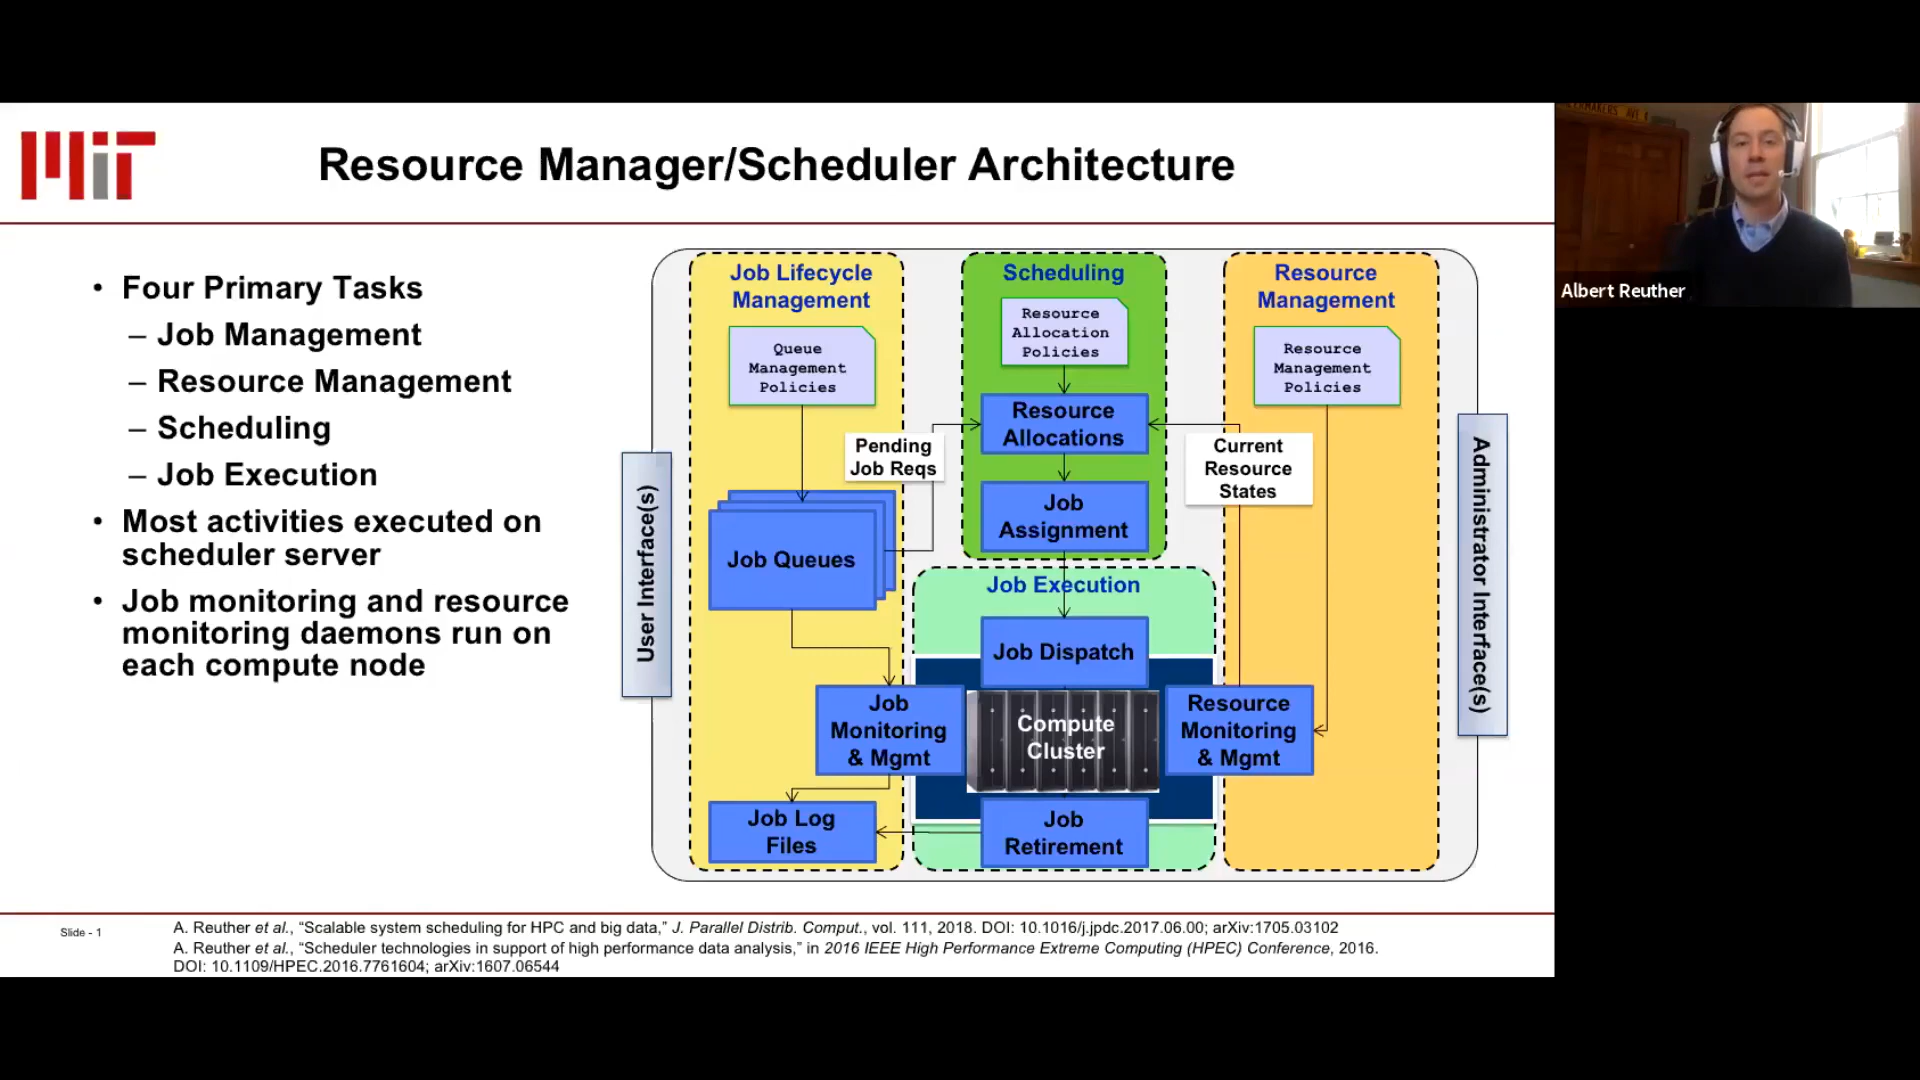 MIT
Resource Manager/Scheduler Architecture
• Four Primary Tasks
– Job Management
– Resource Management
– Scheduling
– Job Execution
• Most activities executed on
scheduler server
• Job monitoring and resource
monitoring daemons run on
each compute node
User Interface(s)
Job Lifecycle
Management
Queue
Management
Policies
Job Queues
Pending
Job Reqs
Job
Monitoring
& Mgmt
Job Log
Files
Scheduling
Resource
Allocation
Policies
Resource
Allocations
Job
Assignment
Job Execution
Job Dispatch
Compute
Cluster
Job
Retirement
Resource
Management
Resource
Management
Policies
Current
Resource
States
Resource
Monitoring
& Mgmt
Administrator Interface(s)
Slide - 1
A. Reuther et al., “Scalable system scheduling for HPC and big data,” J. Parallel Distrib. Comput., vol. 111, 2018. DOI: 10.1016/j.jpdc.2017.06.00; arXiv:1705.03102
A. Reuther et al., “Scheduler technologies in support of high performance data analysis,” in 2016 IEEE High Performance Extreme Computing (HPEC) Conference, 2016.
DOI: 10.1109/HPEC.2016.7761604; arXiv:1607.06544
Albert Reuther